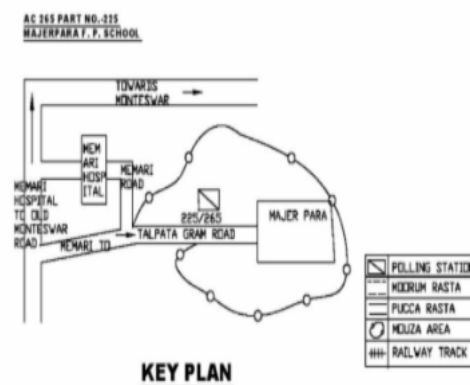 AC 265 PART NO.-225
MAJERPARA F. P. SCHOOL
TOWARDS
MONTESWAR
MEM
ARI
HOSP
ITAL
MEMARI
ROAD
MEMARI
HOSPITAL
TO OLD
MONTESWAR
ROAD
225/265
MAJER PARA
TALPATA GRAM ROAD
MEMARI TO
POLLING STATIO
MOORUM RASTA
PUCCA RASTA
MOUZA AREA
RAILWAY TRACK
KEY PLAN